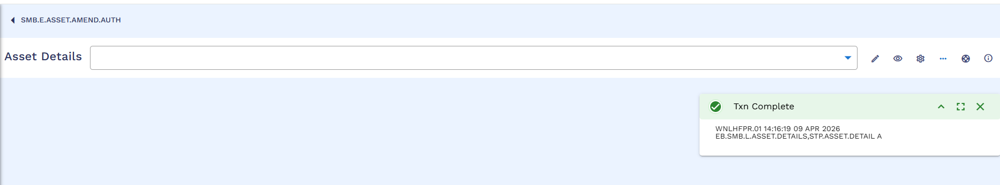 SMB.E.ASSET.AMEND.AUTH
Asset Details
Txn Complete
WNLHFPR.01 14:16:19 09 APR 2026
EB.SMB.L.ASSET.DETAILS,STP.ASSET.DETAIL A